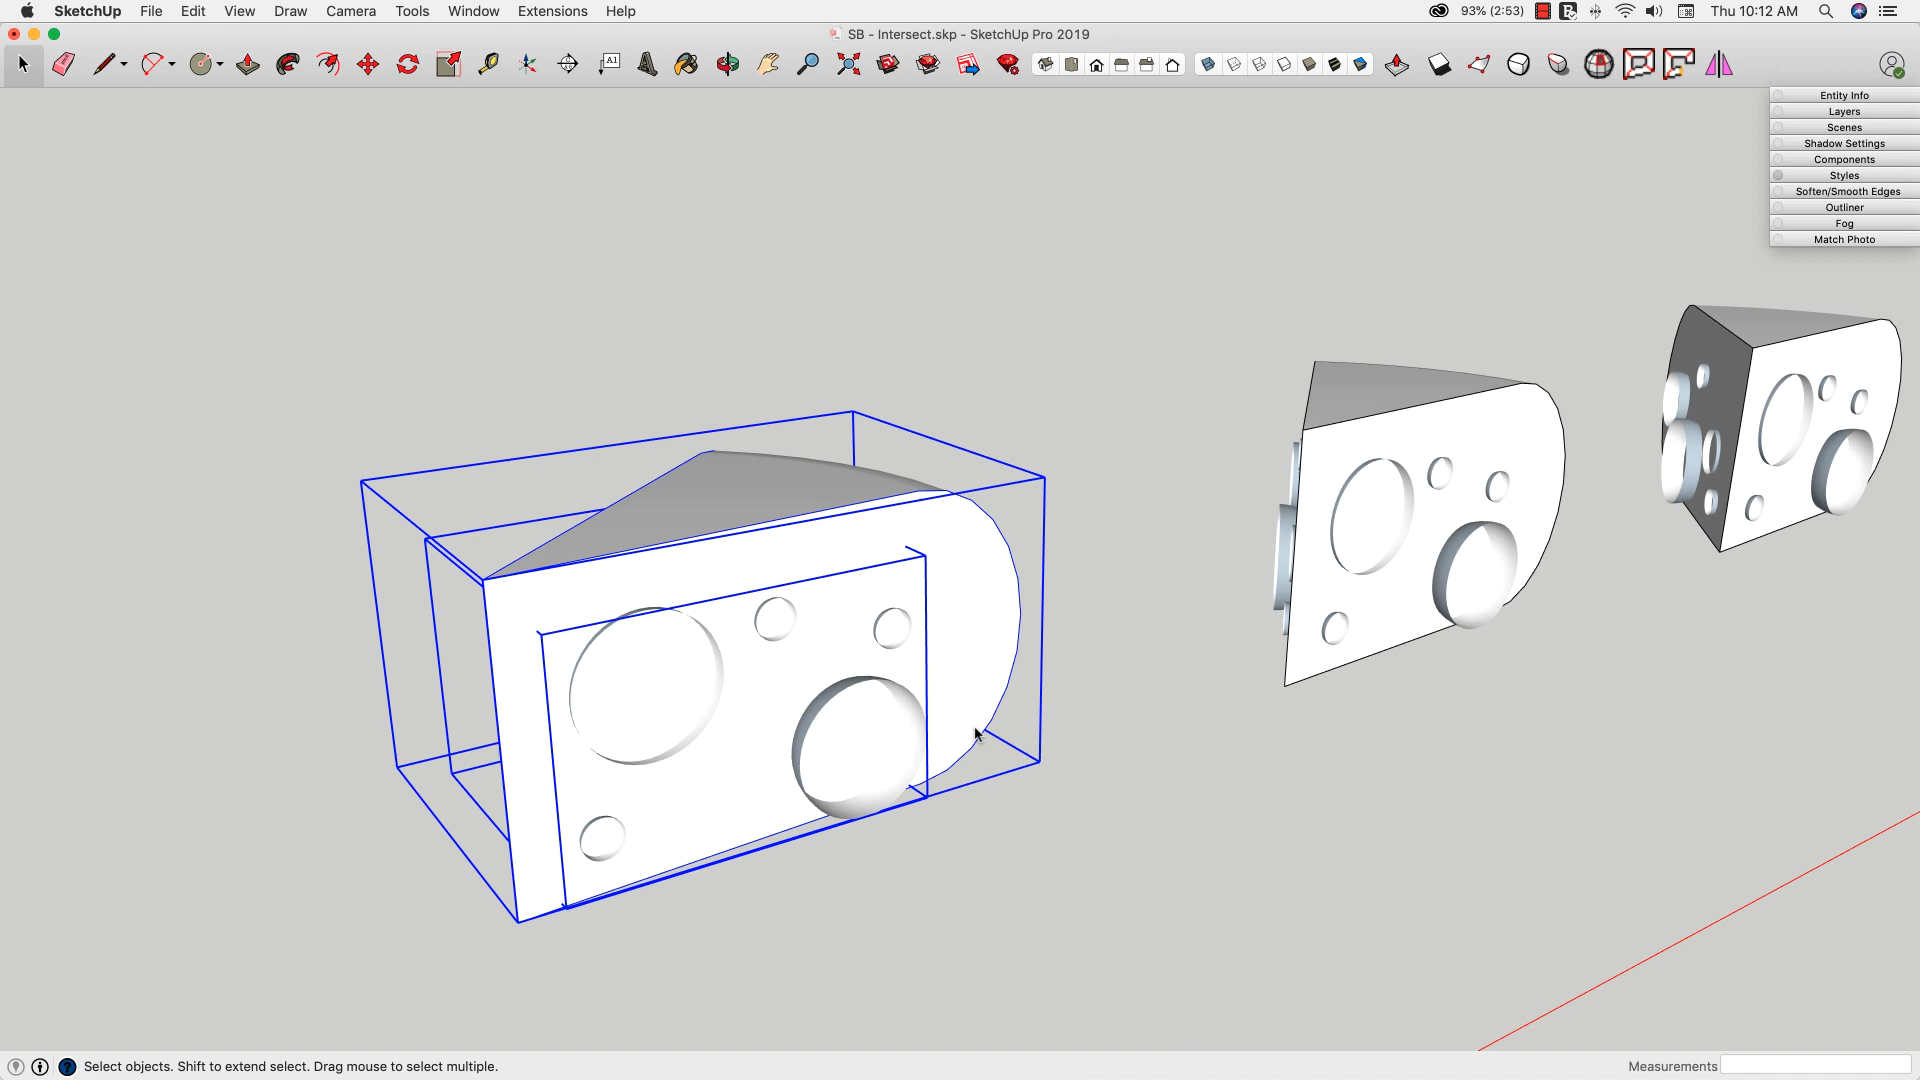 SketchUp File Edit View Draw Camera Tools Window Extensions Help 93% (2:53) Thu 10:12 AM
SB - Intersect.skp - SketchUp Pro 2019
A1
Entity Info
Layers
Scenes
Shadow Settings
Components
Styles
Soften/Smooth Edges
Outliner
Fog
Match Photo
Select objects. Shift to extend select. Drag mouse to select multiple. Measurements